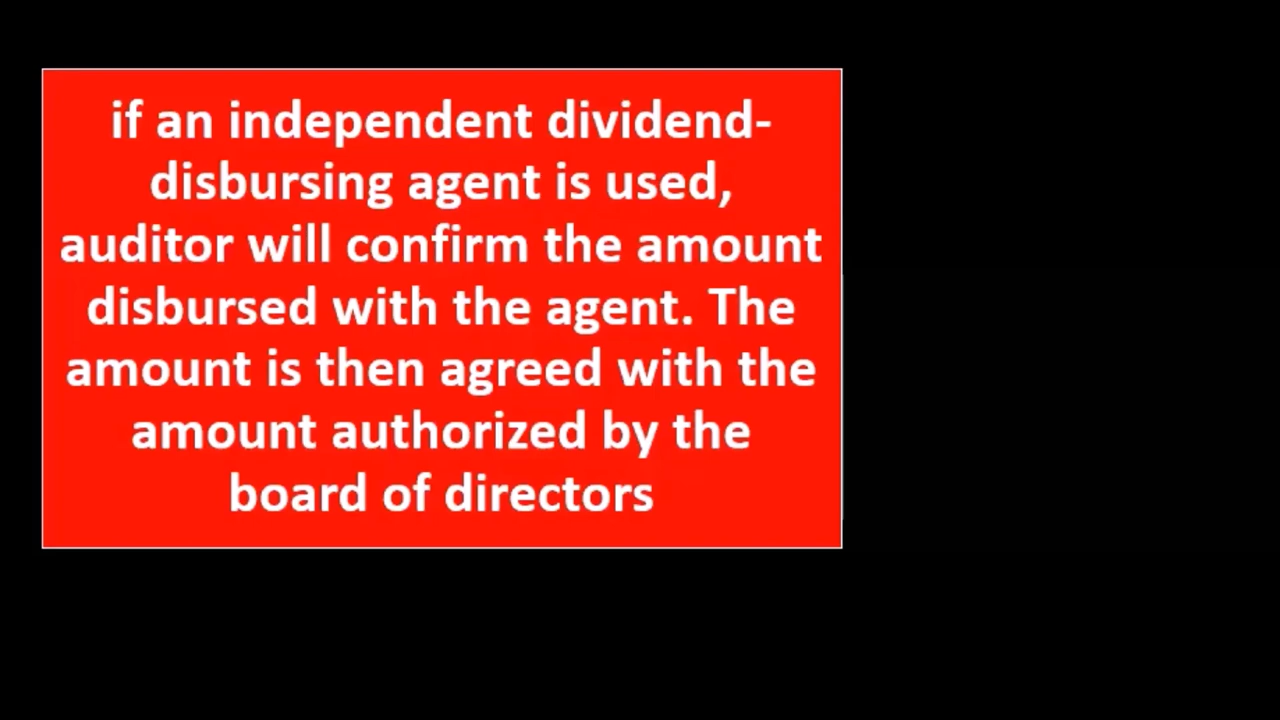 if an independent dividend-
disbursing agent is used,
auditor will confirm the amount
disbursed with the agent. The
amount is then agreed with the
amount authorized by the
board of directors